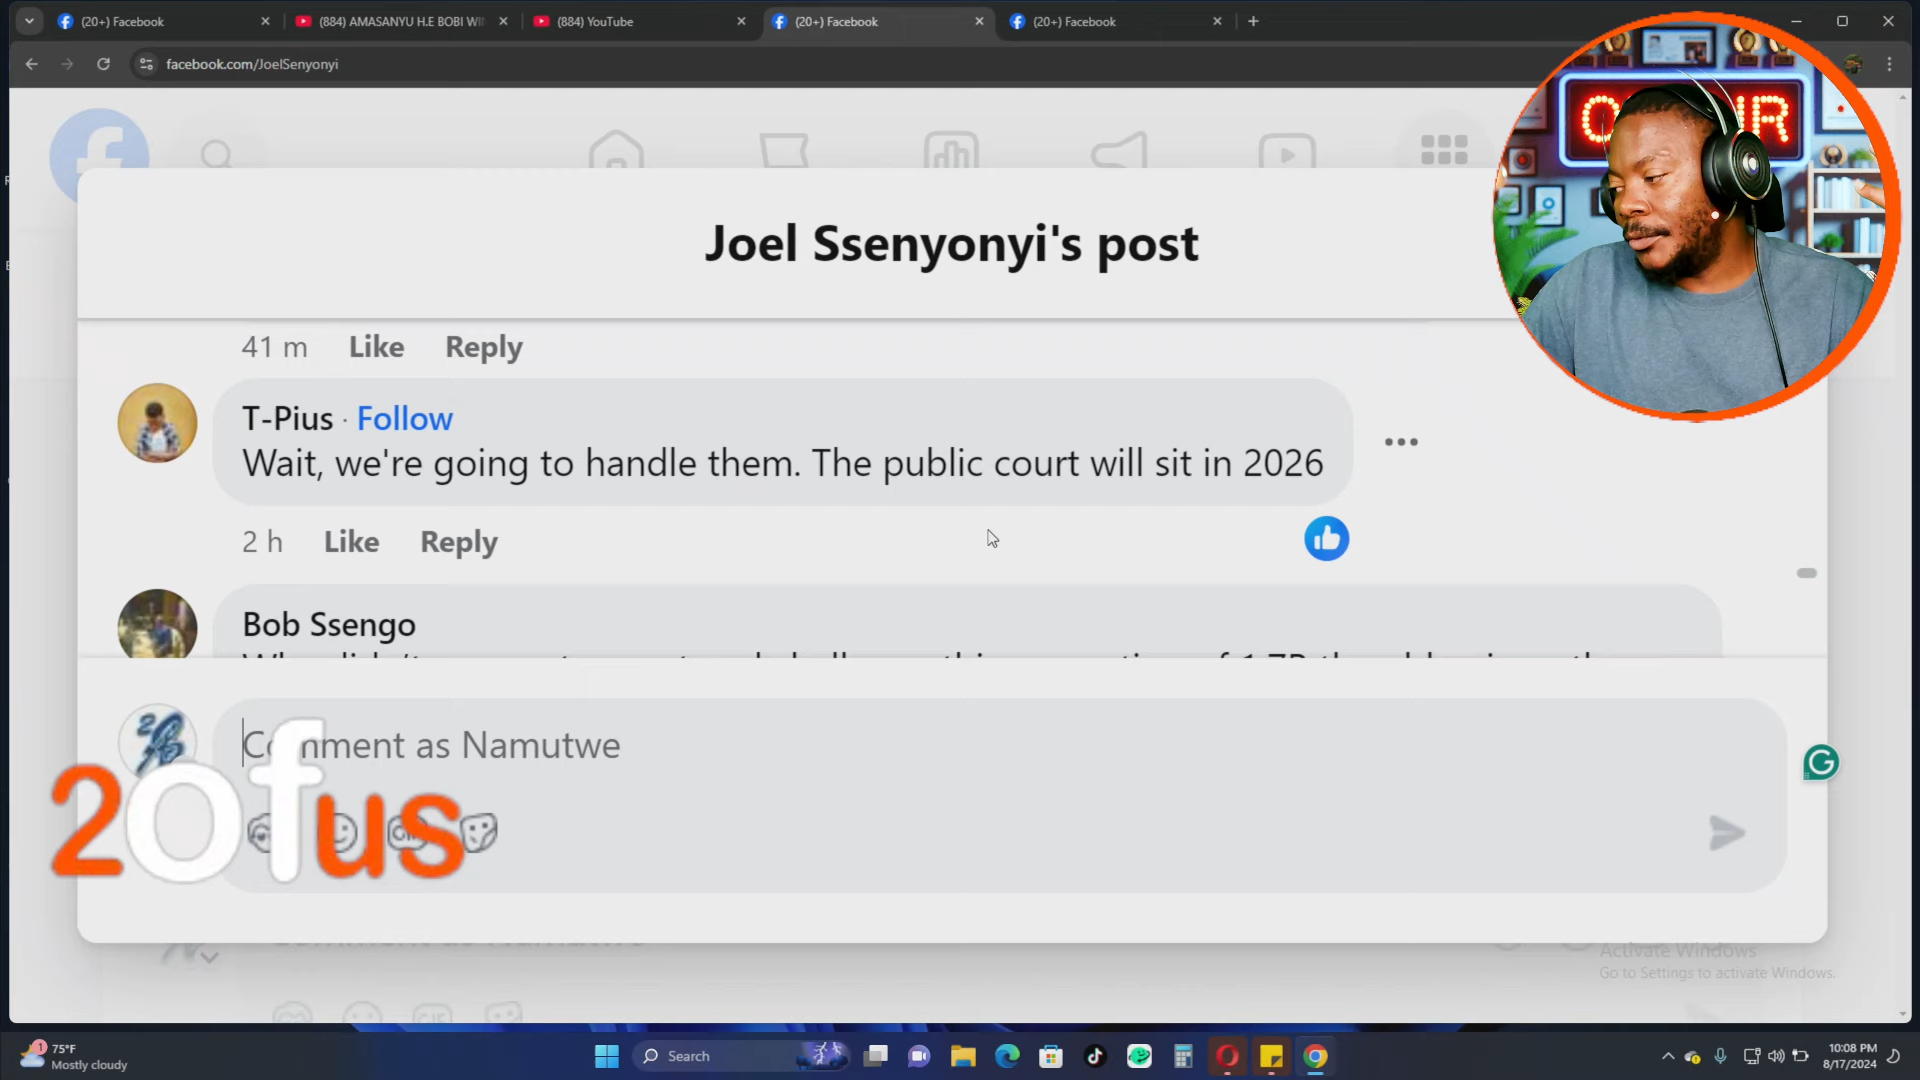 (20+) Facebook
(884) AMASANYU H.E BOBI WI
(884) YouTube
(20+) Facebook
(20+) Facebook
facebook.com/JoelSenyonyi
Joel Ssenyonyi's post
41 m Like Reply
T-Pius · Follow
Wait, we're going to handle them. The public court will sit in 2026
2 h Like Reply
Bob Ssengo
Comment as Namutwe
2ofus
Activate Windows
Go to Settings to activate Windows.
GIF
75°F
Mostly cloudy
Search
10:08 PM
8/17/2024